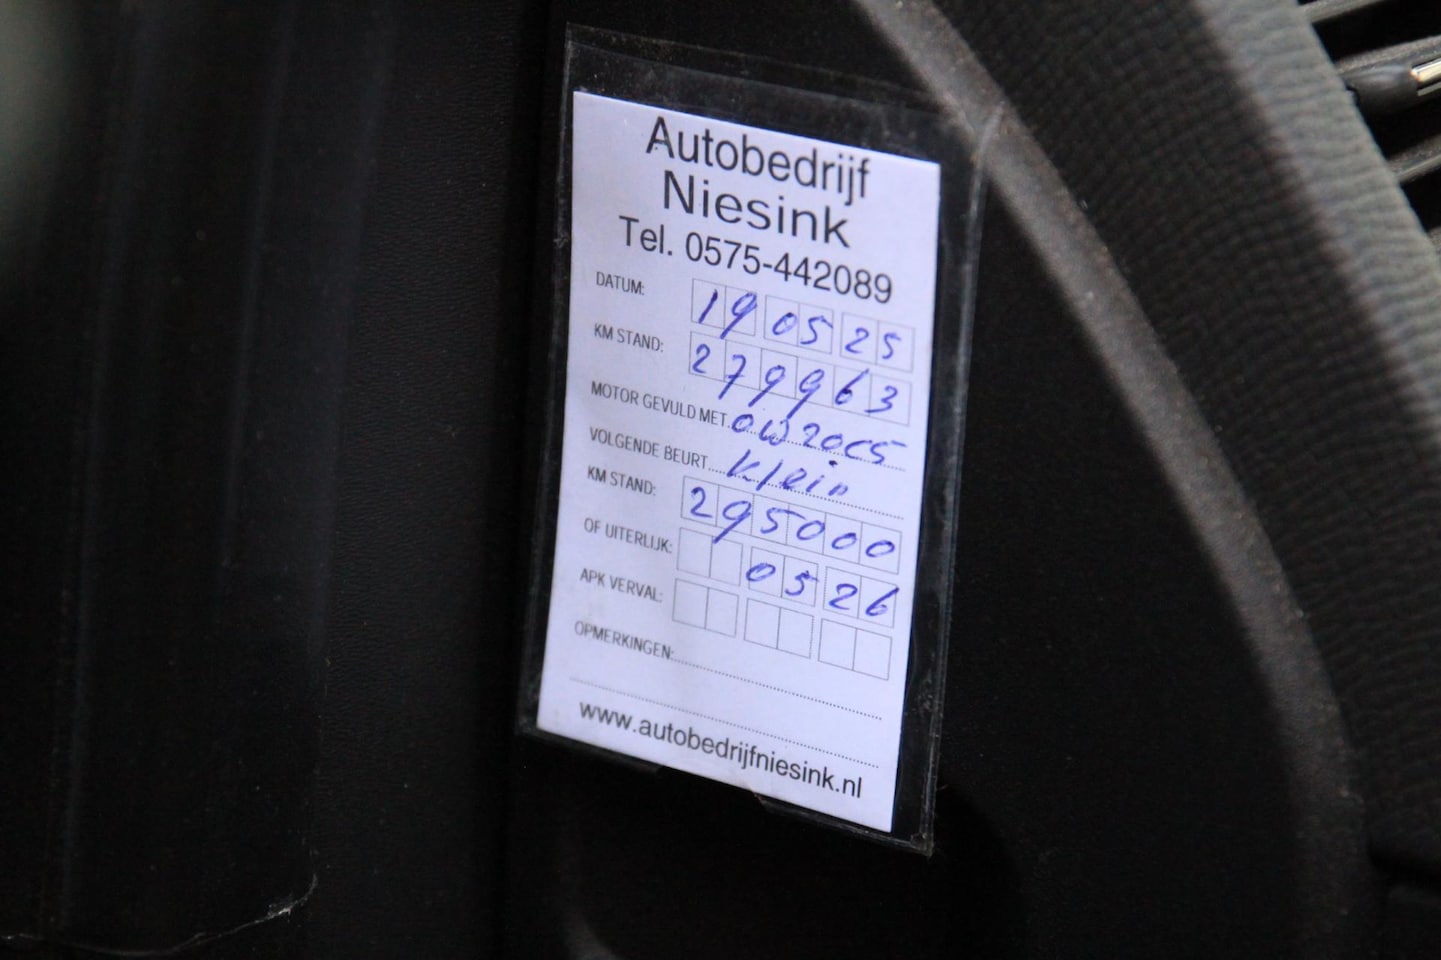 Autobedrijf
Niesink
Tel. 0575-442089
DATUM: 19 05 25
KM STAND: 279963
MOTOR GEVULD MET 0W20C5
VOLGENDE BEURT Klein
KM STAND: 295000
OF UITERLIJK: 05 26
APK VERVAL:
OPMERKINGEN:
www.autobedrijfniesink.nl